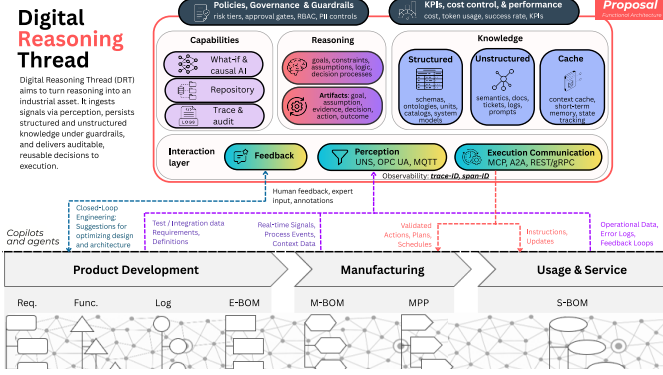 Digital
Reasoning
Thread
Digital Reasoning Thread (DRT)
aims to turn reasoning into an
industrial asset. It ingests
signals via perception, persists
structured and unstructured
knowledge under guardrails,
and delivers auditable,
reusable decisions to
execution.
Policies, Governance & Guardrails
risk tiers, approval gates, RBAC, PII controls
KPIs, cost control, & performance
cost, token usage, success rate, KPIs
Proposal
Functional Architecture
Capabilities
What-if &
causal AI
Repository
Trace &
audit
LOGS
Reasoning
goals, constraints,
assumptions, logic,
decision processes
Artifacts: goal,
assumption,
evidence, decision,
action, outcome
Knowledge
Structured
schemas,
ontologies, units,
catalogs, system
models
Unstructured
semantics, docs,
tickets, logs,
prompts
Cache
context cache,
short-term
memory, state
tracking
Interaction
layer
Feedback
Perception
UNS, OPC UA, MQTT
Execution Communication
MCP, A2A, REST/gRPC
Observability: trace-ID, span-ID
Human feedback, expert
input, annotations
Copilots
and agents
Closed-Loop
Engineering:
Suggestions for
optimizing design
and architecture
Test / Integration data
Requirements,
Definitions
Real-time Signals,
Process Events,
Context Data
Validated
Actions, Plans,
Schedules
Instructions,
Updates
Operational Data,
Error Logs,
Feedback Loops
Product Development
Manufacturing
Usage & Service
Req.
Func.
Log
E-BOM
M-BOM
MPP
S-BOM